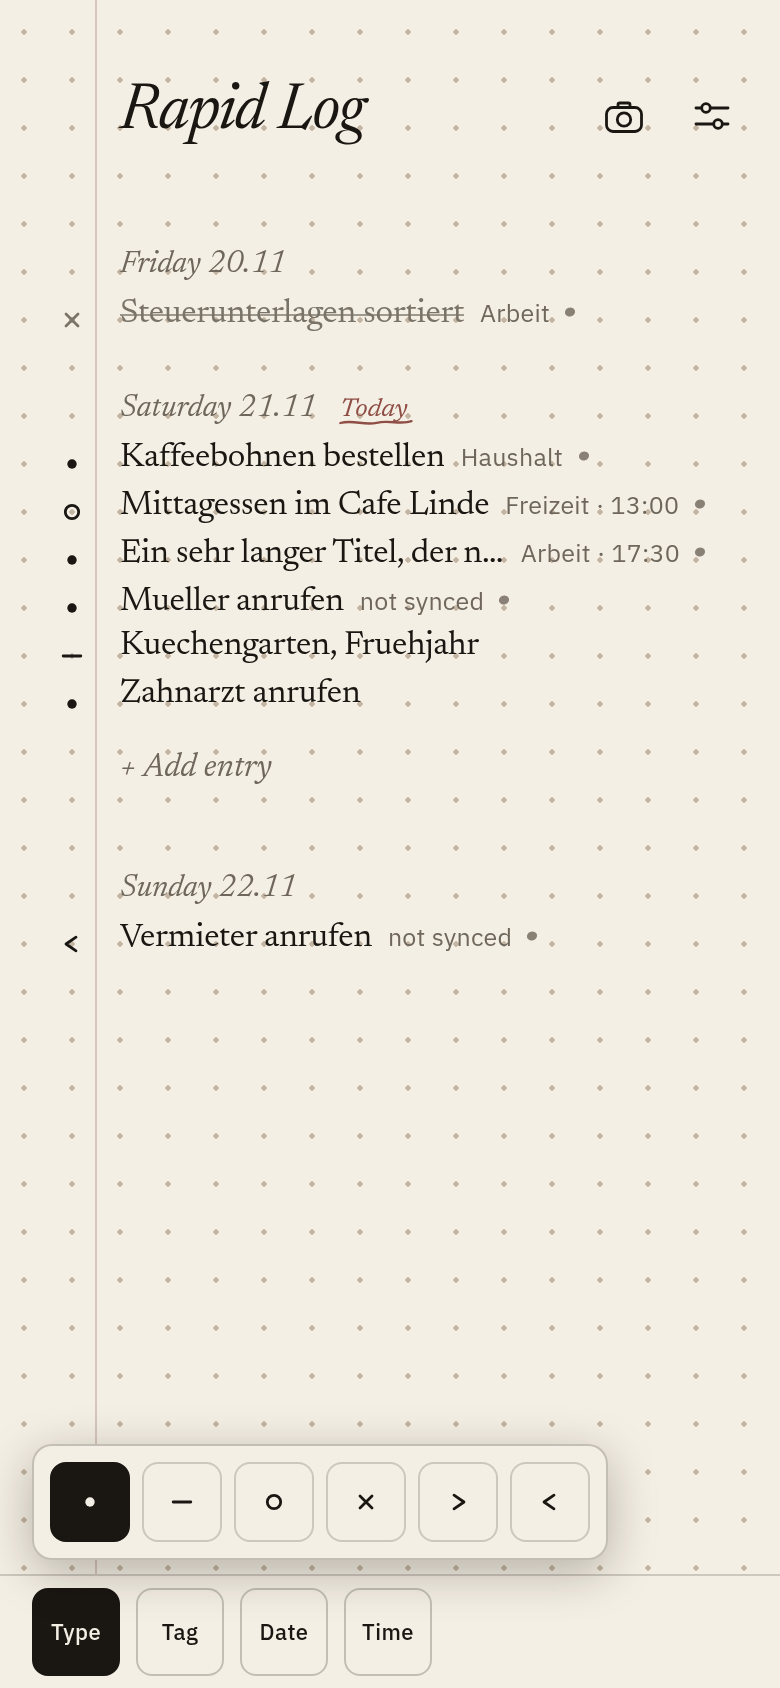 Rapid Log
Friday 20.11
× Steuerunterlagen sortiert Arbeit •
Saturday 21.11 Today
• Kaffeebohnen bestellen Haushalt •
○ Mittagessen im Cafe Linde Freizeit · 13:00 •
• Ein sehr langer Titel, der n... Arbeit · 17:30 •
• Mueller anrufen not synced •
– Kuechengarten, Fruehjahr
• Zahnarzt anrufen
+ Add entry
Sunday 22.11
< Vermieter anrufen not synced •
• – ○ × > <
Type Tag Date Time